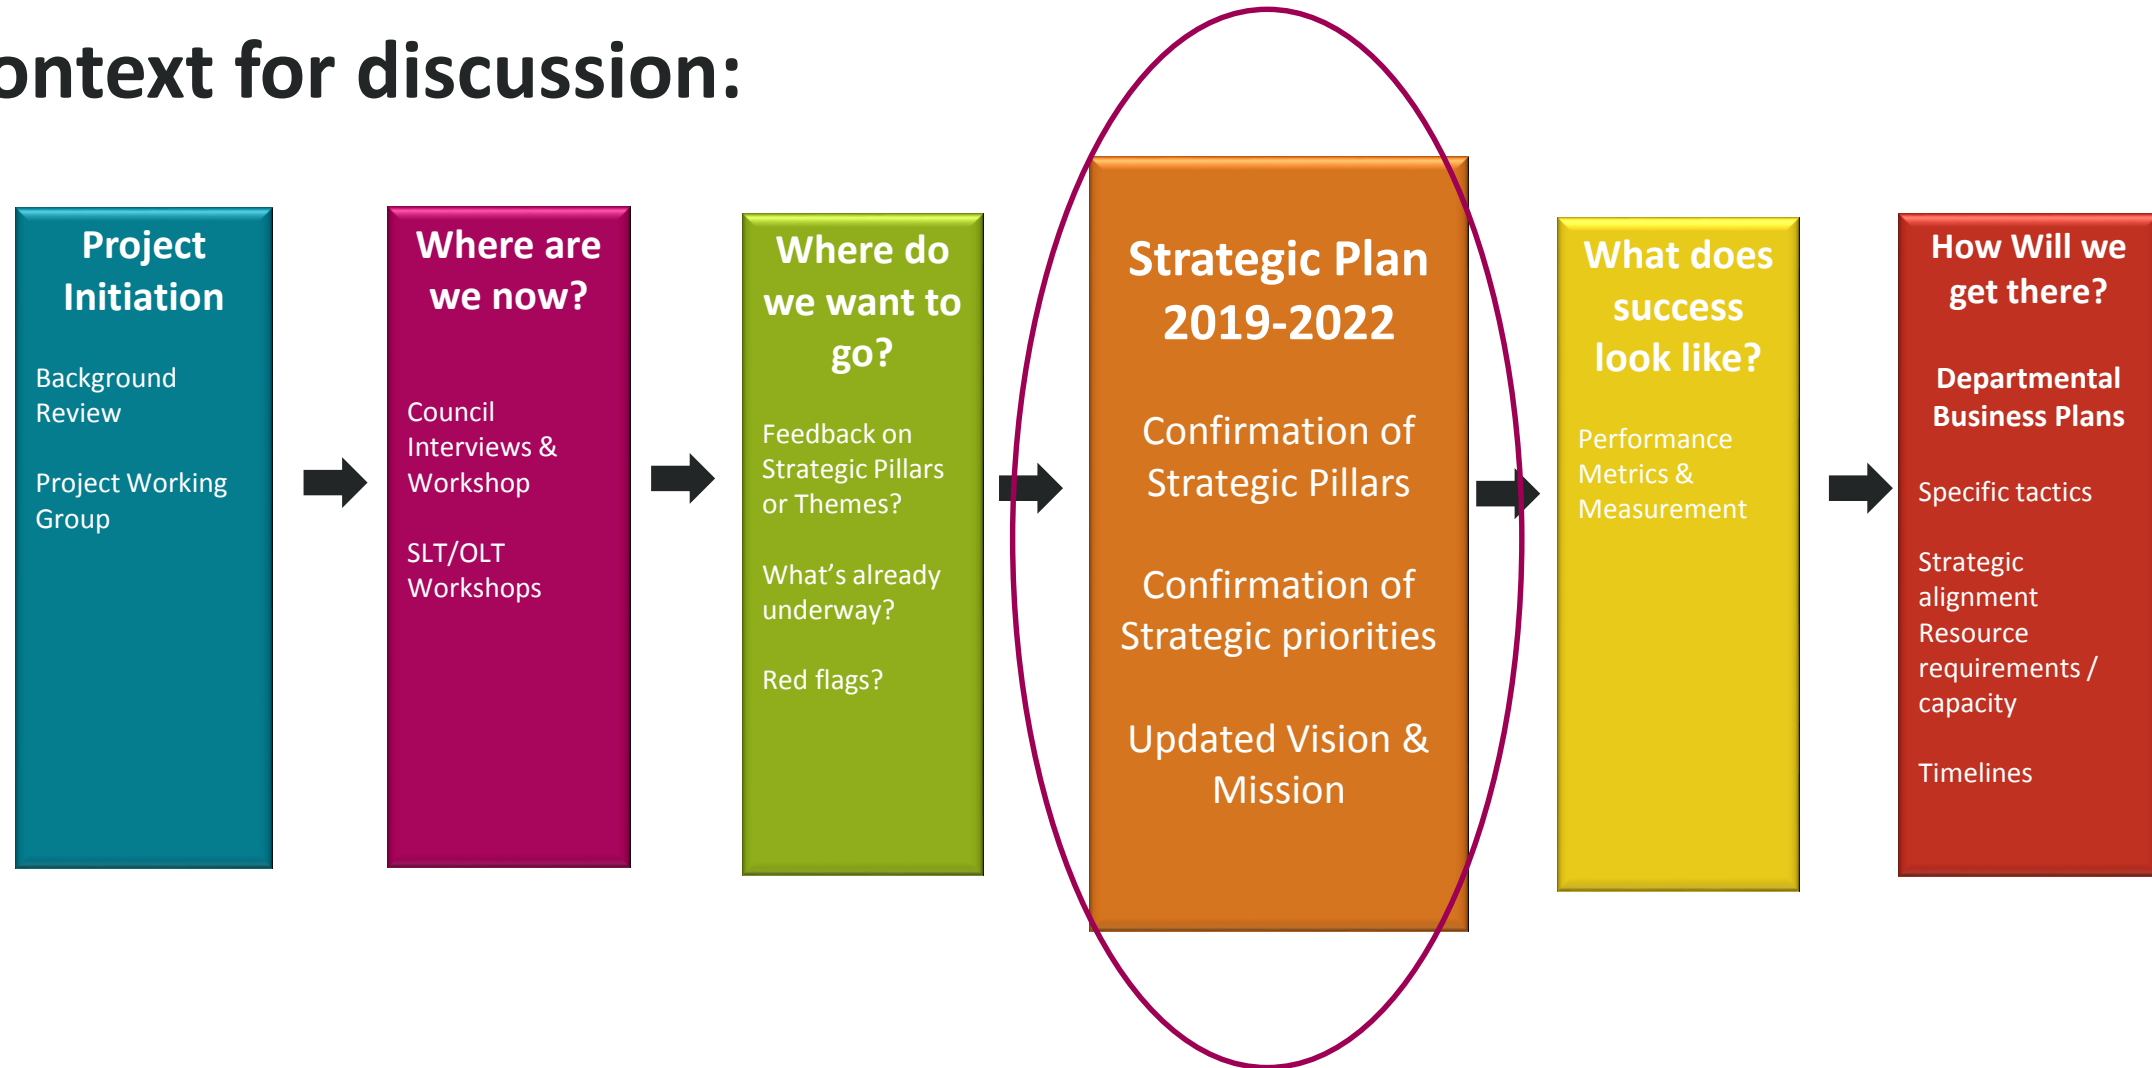 ontext for discussion:
Project
Initiation
Background
Review
Project Working
Group
Where are
we now?
Council
Interviews &
Workshop
SLT/OLT
Workshops
Where do
we want to
go?
Feedback on
Strategic Pillars
or Themes?
What’s already
underway?
Red flags?
Strategic Plan
2019-2022
Confirmation of
Strategic Pillars
Confirmation of
Strategic priorities
Updated Vision &
Mission
What does
success
look like?
Performance
Metrics &
Measurement
How Will we
get there?
Departmental
Business Plans
Specific tactics
Strategic
alignment
Resource
requirements /
capacity
Timelines